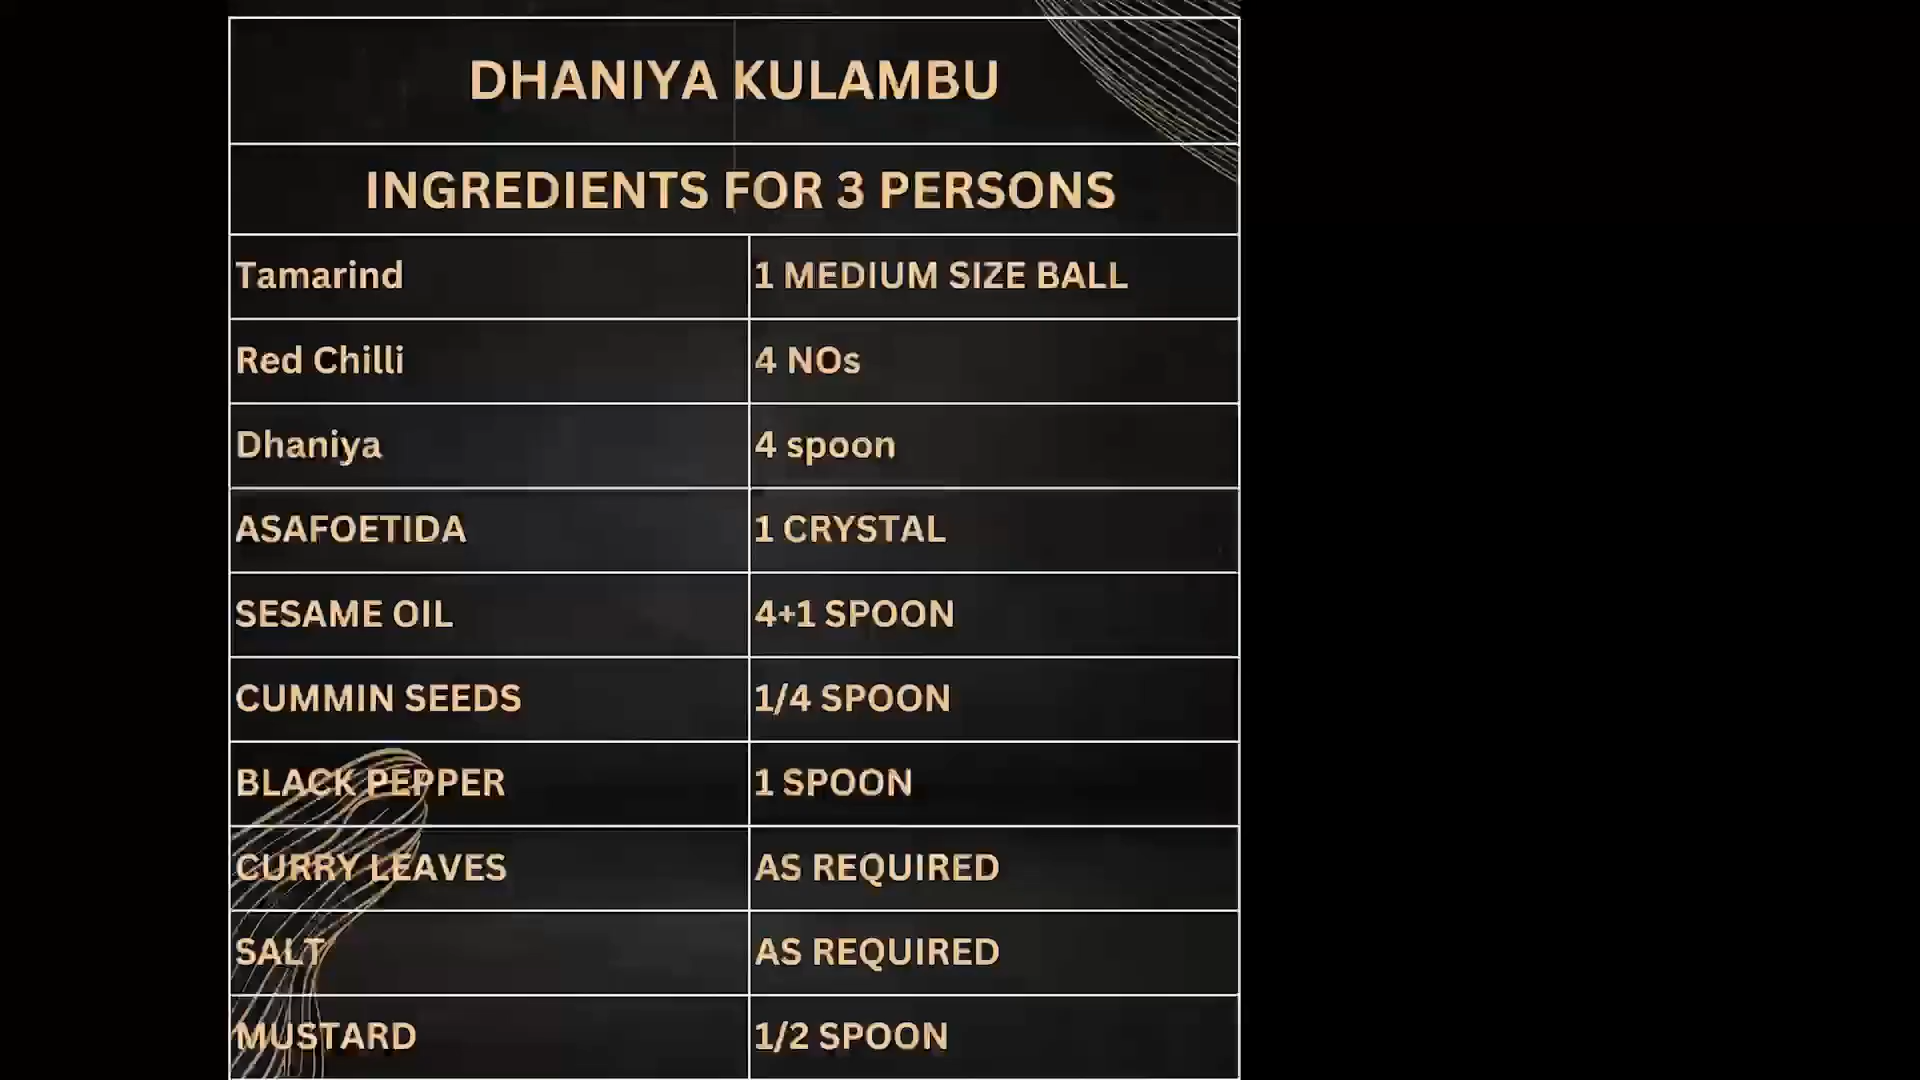 DHANIYA KULAMBU
INGREDIENTS FOR 3 PERSONS
Tamarind 1 MEDIUM SIZE BALL
Red Chilli 4 NOs
Dhaniya 4 spoon
ASAFOETIDA 1 CRYSTAL
SESAME OIL 4+1 SPOON
CUMMIN SEEDS 1/4 SPOON
BLACK PEPPER 1 SPOON
CURRY LEAVES AS REQUIRED
SALT AS REQUIRED
MUSTARD 1/2 SPOON